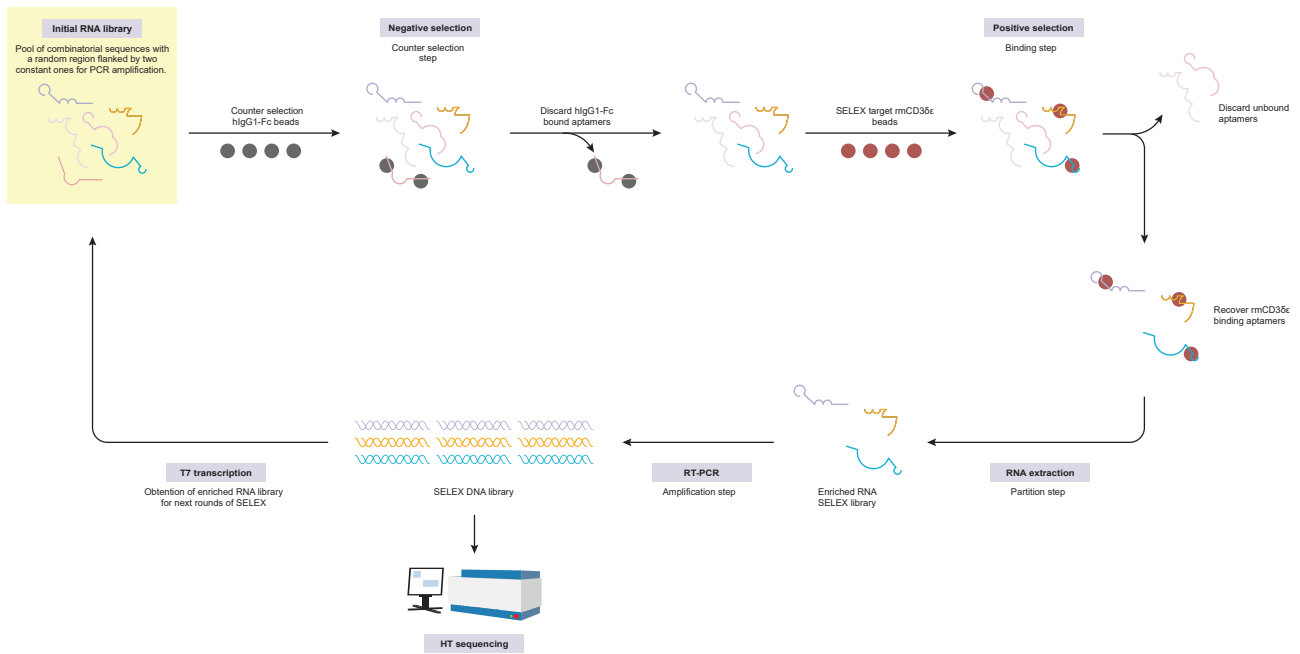 Initial RNA library
Pool of combinatorial sequences with
a random region flanked by two
constant ones for PCR amplification.
Counter selection
hIgG1-Fc beads
Negative selection
Counter selection
step
Discard hIgG1-Fc
bound aptamers
SELEX target rmCD3δε
beads
Positive selection
Binding step
Discard unbound
aptamers
Recover rmCD3δε
binding aptamers
RNA extraction
Partition step
Enriched RNA
SELEX library
RT-PCR
Amplification step
SELEX DNA library
T7 transcription
Obtention of enriched RNA library
for next rounds of SELEX
HT sequencing